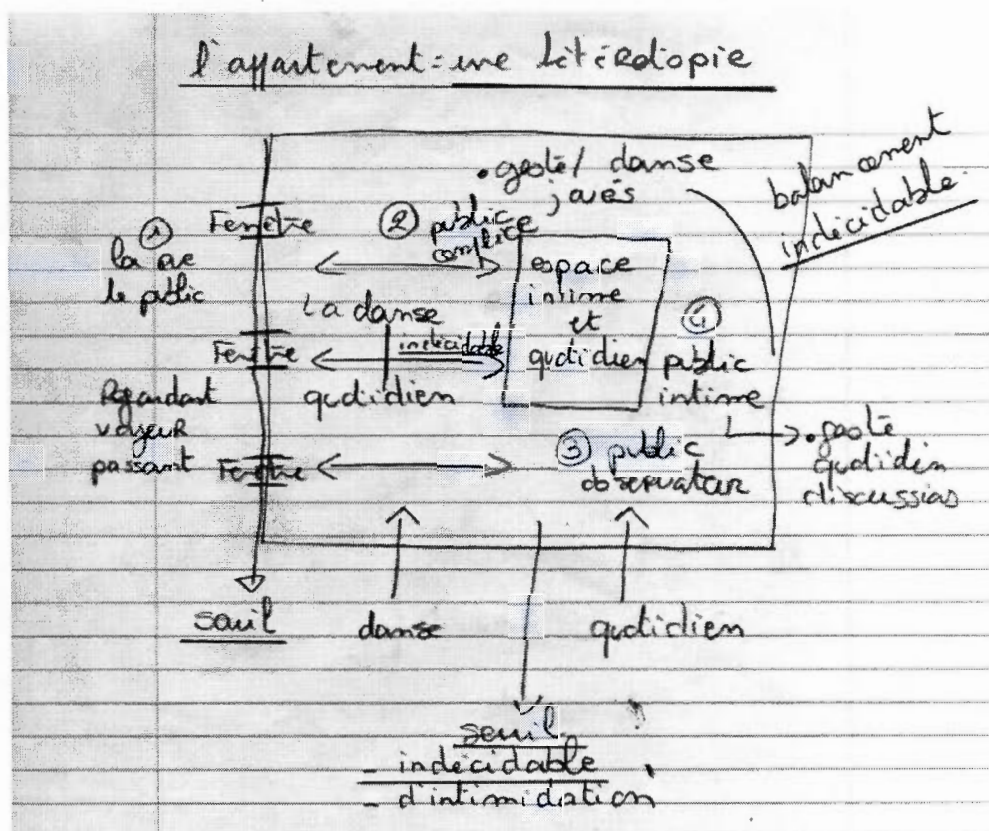 l'appartement = une hétérotopie
• geste / danse
joués
balancement
indécidable.
① Fenêtre
② public
complice
la rue
le public
espace
intime
et
quotidien
La danse
indécidable
④
public
intime
Fenêtre
quotidien
Regardant
voyeur
passant
Fenêtre
③ public
observateur
• geste
quotidien
discussions
seuil
danse
quotidien
seuil
- indécidable
- d'intimidation